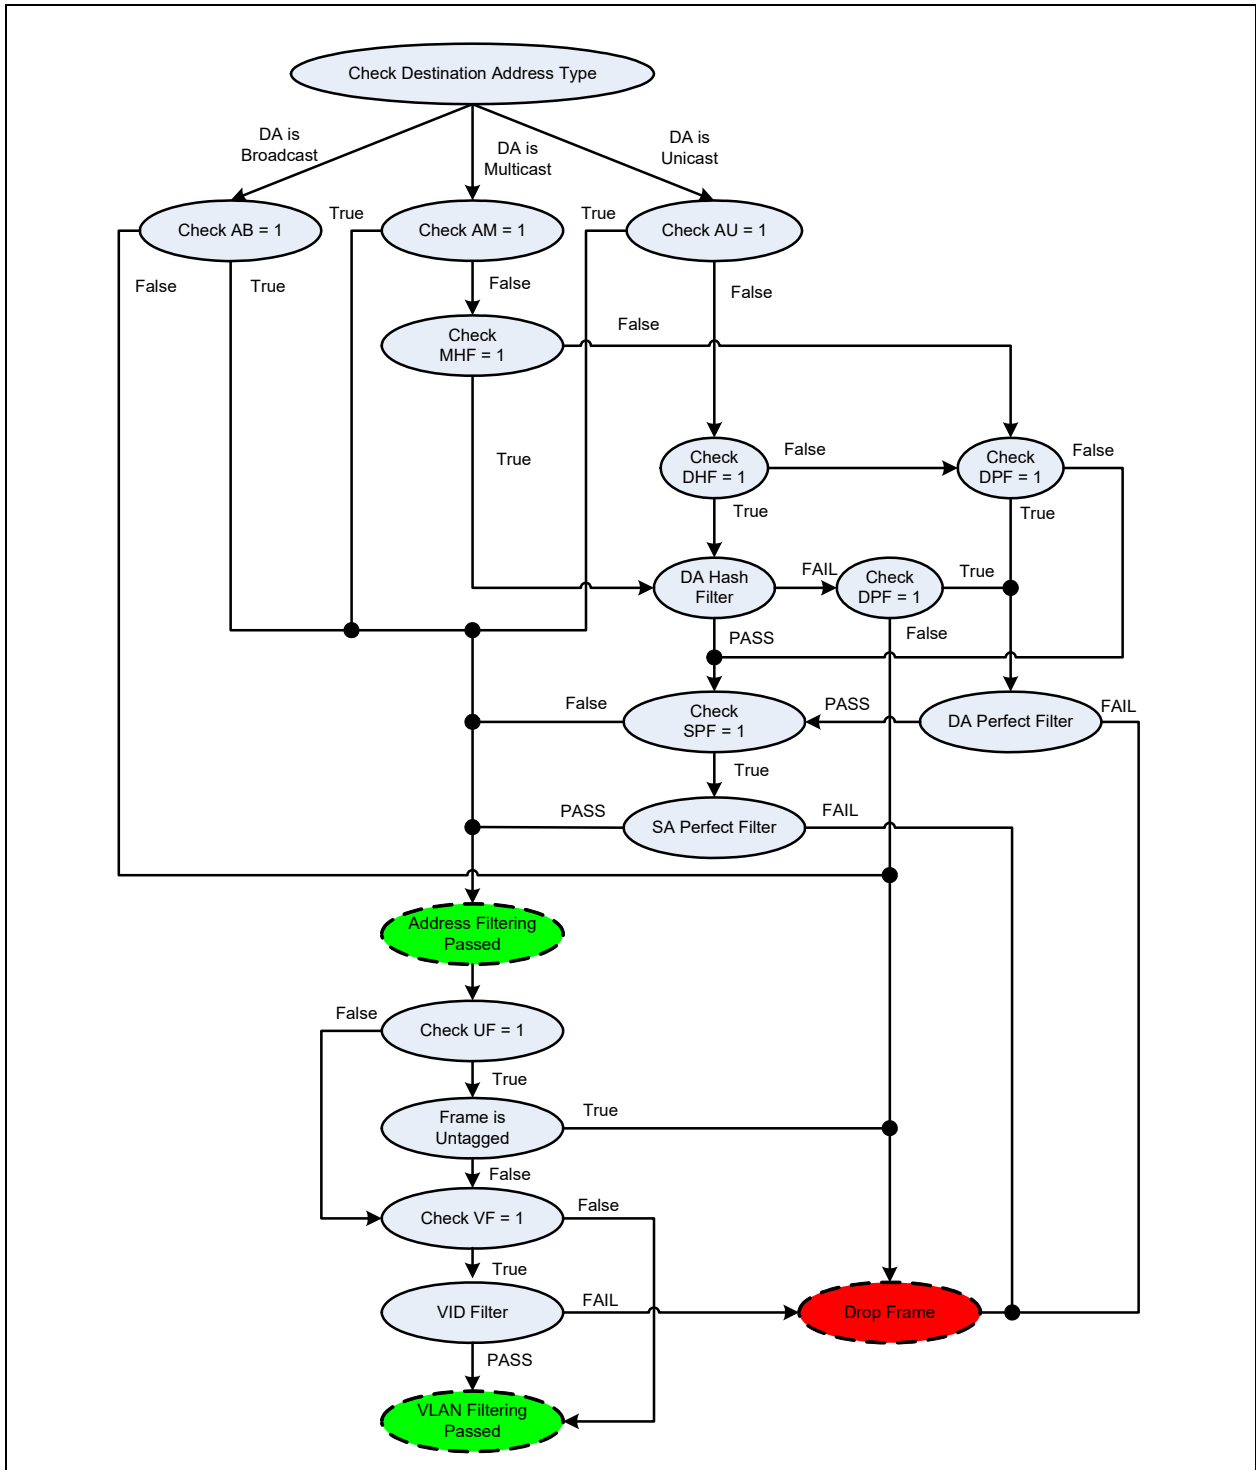 Check Destination Address Type
DA is
Broadcast
DA is
Multicast
DA is
Unicast
Check AB = 1
True
Check AM = 1
True
Check AU = 1
False
True
False
False
Check
MHF = 1
False
True
Check
DHF = 1
False
Check
DPF = 1
False
True
True
DA Hash
Filter
FAIL
Check
DPF = 1
True
PASS
False
False
Check
SPF = 1
PASS
DA Perfect Filter
FAIL
True
PASS
SA Perfect Filter
FAIL
Address Filtering
Passed
False
Check UF = 1
True
Frame is
Untagged
True
False
Check VF = 1
False
True
VID Filter
FAIL
Drop Frame
PASS
VLAN Filtering
Passed